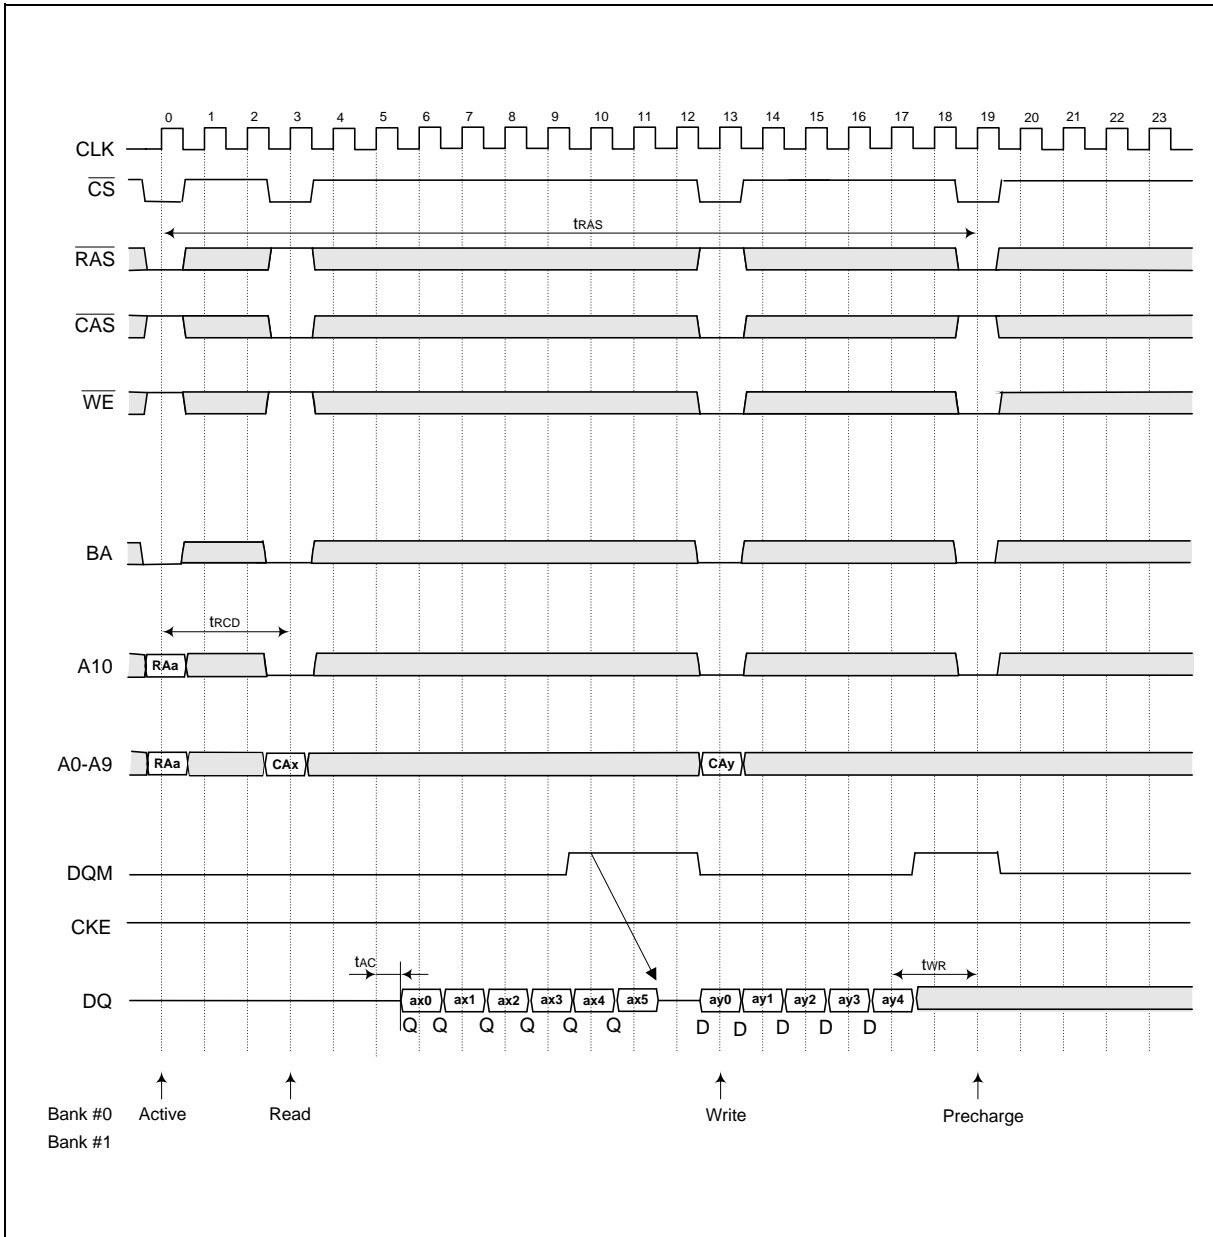 0 1 2 3 4 5 6 7 8 9 10 11 12 13 14 15 16 17 18 19 20 21 22 23
CLK
CS
tRAS
RAS
CAS
WE
BA
tRCD
A10 RAa
A0-A9 RAa CAx CAy
DQM
CKE
tAC tWR
DQ ax0 ax1 ax2 ax3 ax4 ax5 ay0 ay1 ay2 ay3 ay4
Q Q Q Q Q Q D D D D D
Bank #0 Active Read Write Precharge
Bank #1